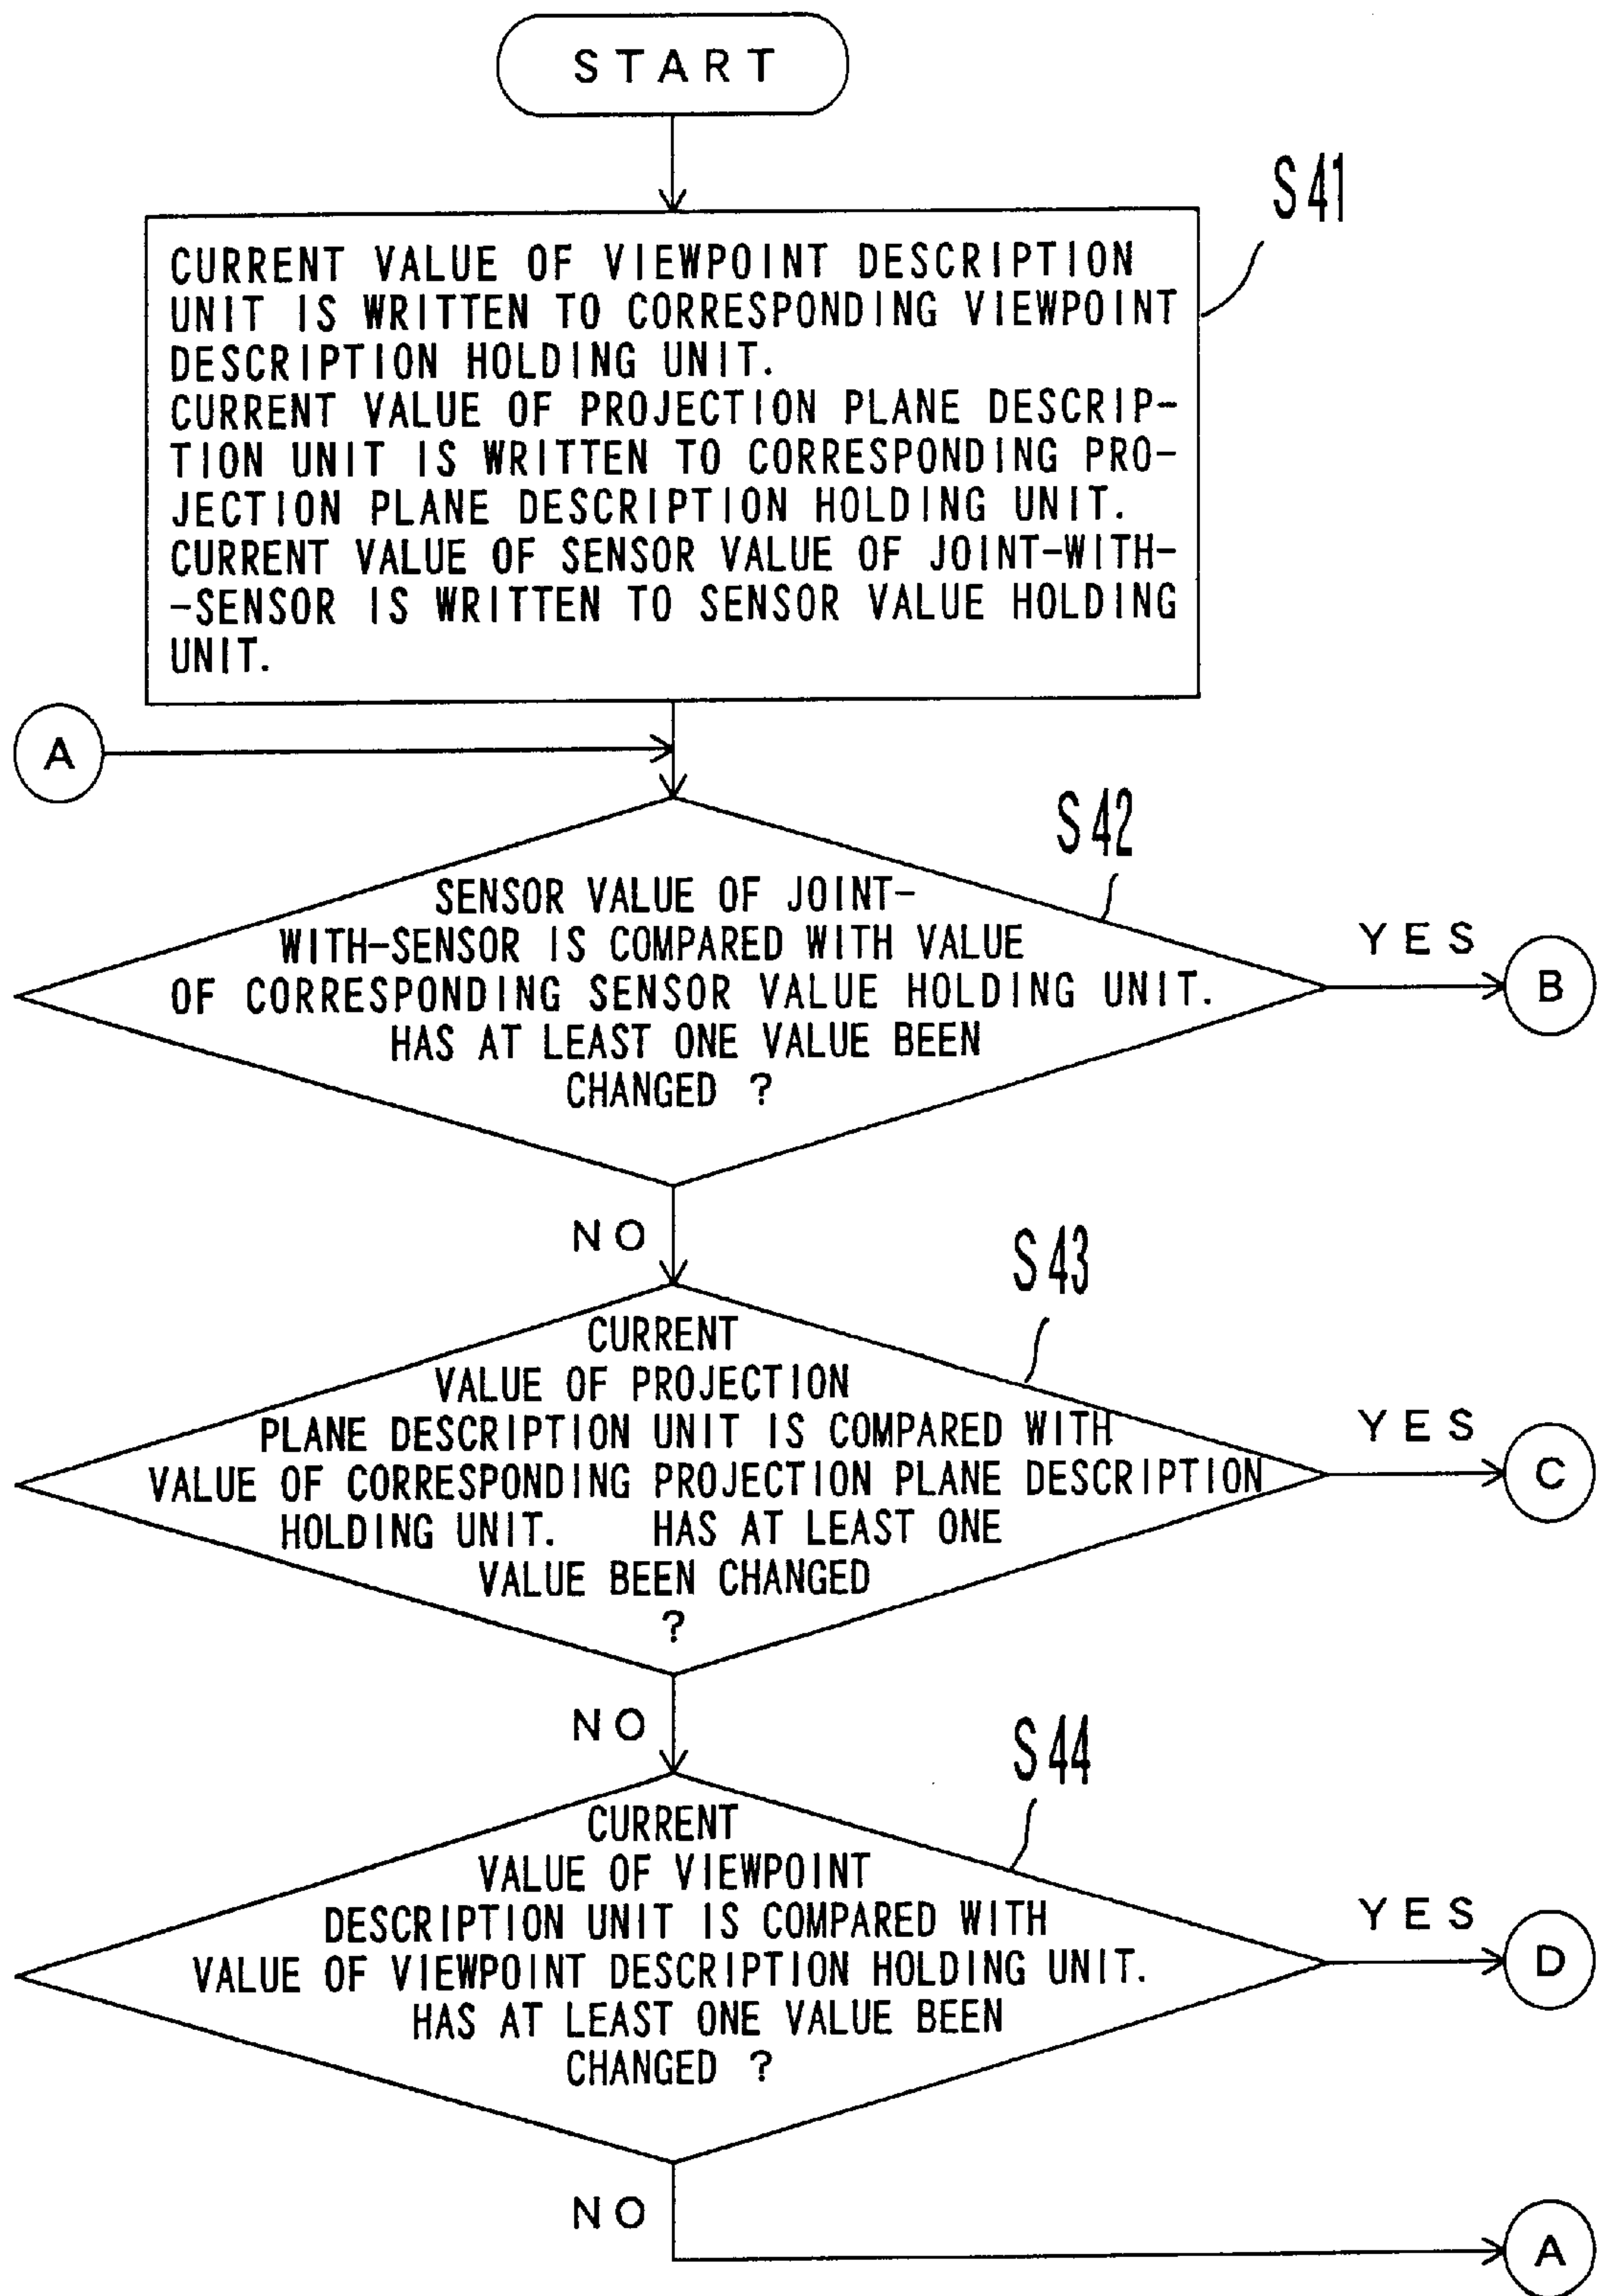 START
S41
CURRENT VALUE OF VIEWPOINT DESCRIPTION
UNIT IS WRITTEN TO CORRESPONDING VIEWPOINT
DESCRIPTION HOLDING UNIT.
CURRENT VALUE OF PROJECTION PLANE DESCRIP-
TION UNIT IS WRITTEN TO CORRESPONDING PRO-
JECTION PLANE DESCRIPTION HOLDING UNIT.
CURRENT VALUE OF SENSOR VALUE OF JOINT-WITH-
-SENSOR IS WRITTEN TO SENSOR VALUE HOLDING
UNIT.
A
S42
SENSOR VALUE OF JOINT-
WITH-SENSOR IS COMPARED WITH VALUE
OF CORRESPONDING SENSOR VALUE HOLDING UNIT.
HAS AT LEAST ONE VALUE BEEN
CHANGED ?
YES
B
NO
S43
CURRENT
VALUE OF PROJECTION
PLANE DESCRIPTION UNIT IS COMPARED WITH
VALUE OF CORRESPONDING PROJECTION PLANE DESCRIPTION
HOLDING UNIT. HAS AT LEAST ONE
VALUE BEEN CHANGED
?
YES
C
NO
S44
CURRENT
VALUE OF VIEWPOINT
DESCRIPTION UNIT IS COMPARED WITH
VALUE OF VIEWPOINT DESCRIPTION HOLDING UNIT.
HAS AT LEAST ONE VALUE BEEN
CHANGED ?
YES
D
NO
A